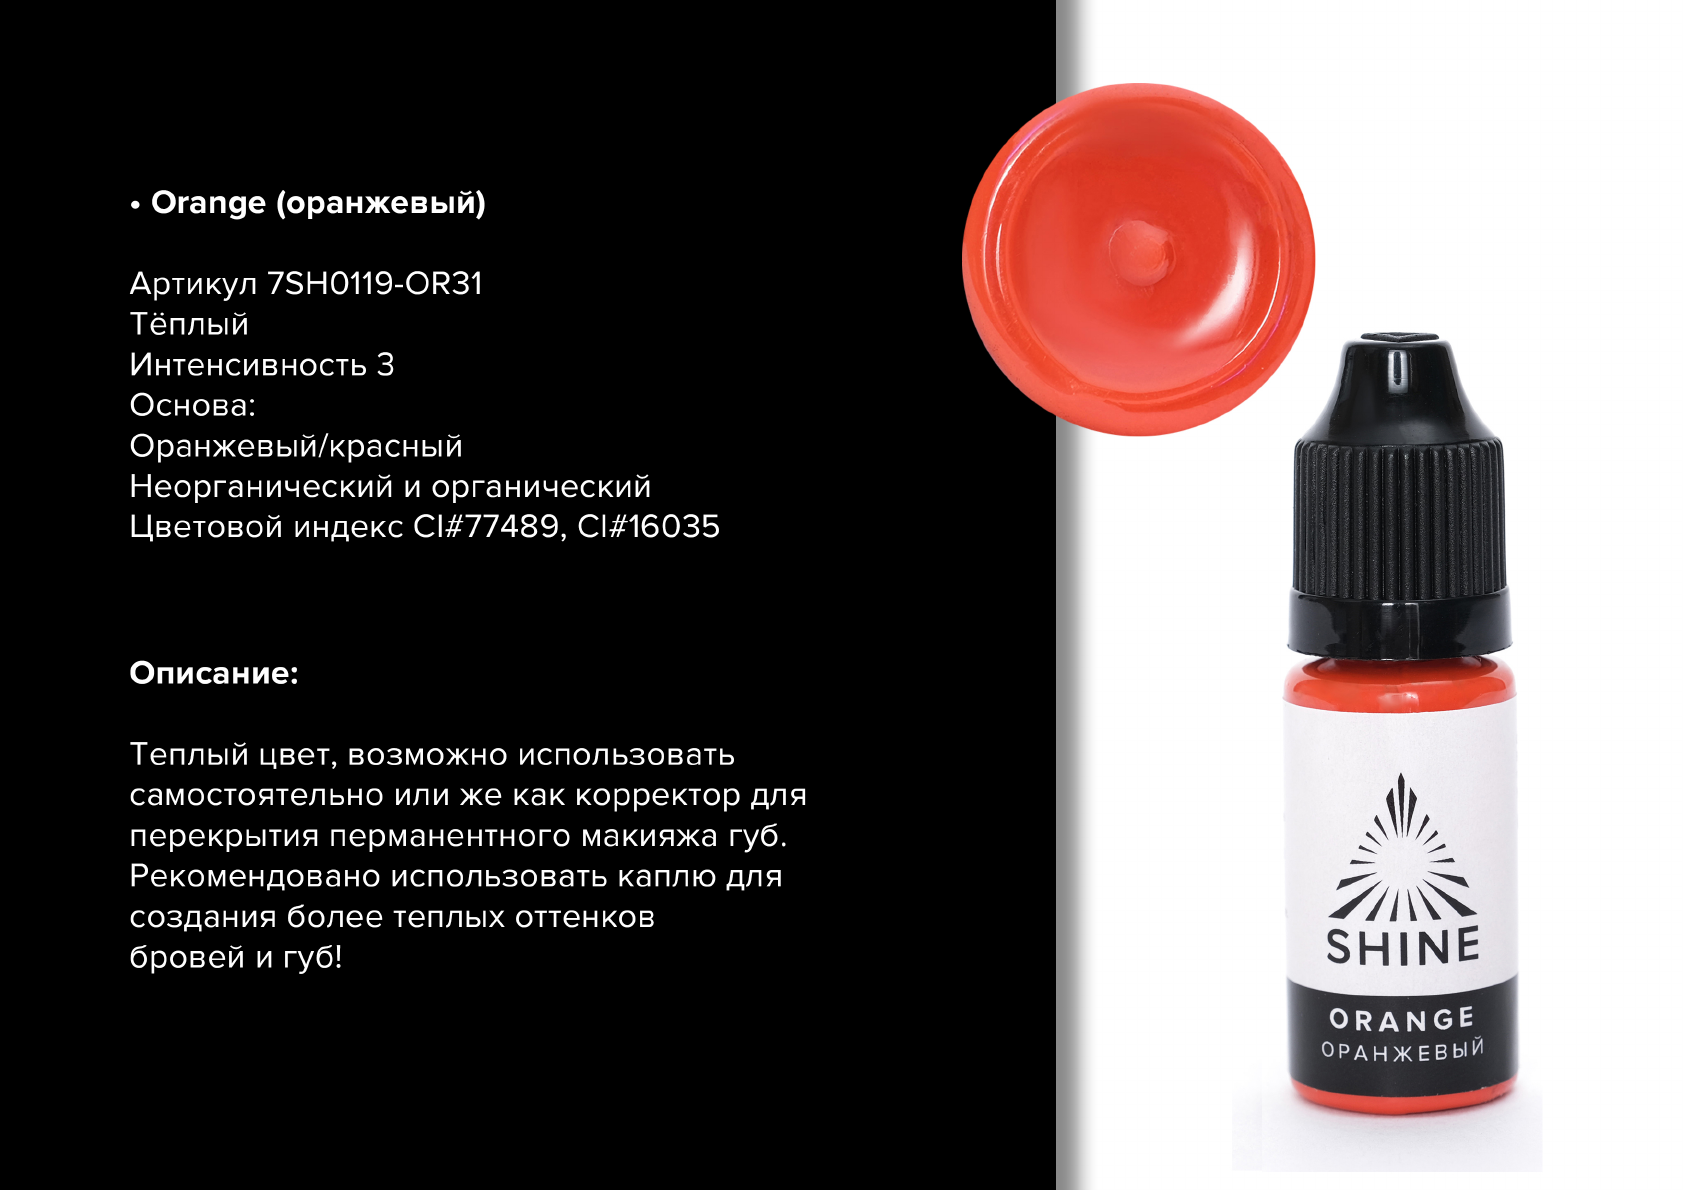 • Orange (оранжевый)
Артикул 7SH0119-OR31
Тёплый
Интенсивность 3
Основа:
Оранжевый/красный
Неорганический и органический
Цветовой индекс CI#77489, CI#16035
Описание:
Теплый цвет, возможно использовать
самостоятельно или же как корректор для
перекрытия перманентного макияжа губ.
Рекомендовано использовать каплю для
создания более теплых оттенков
бровей и губ!
SHINE
ORANGE
ОРАНЖЕВЫЙ